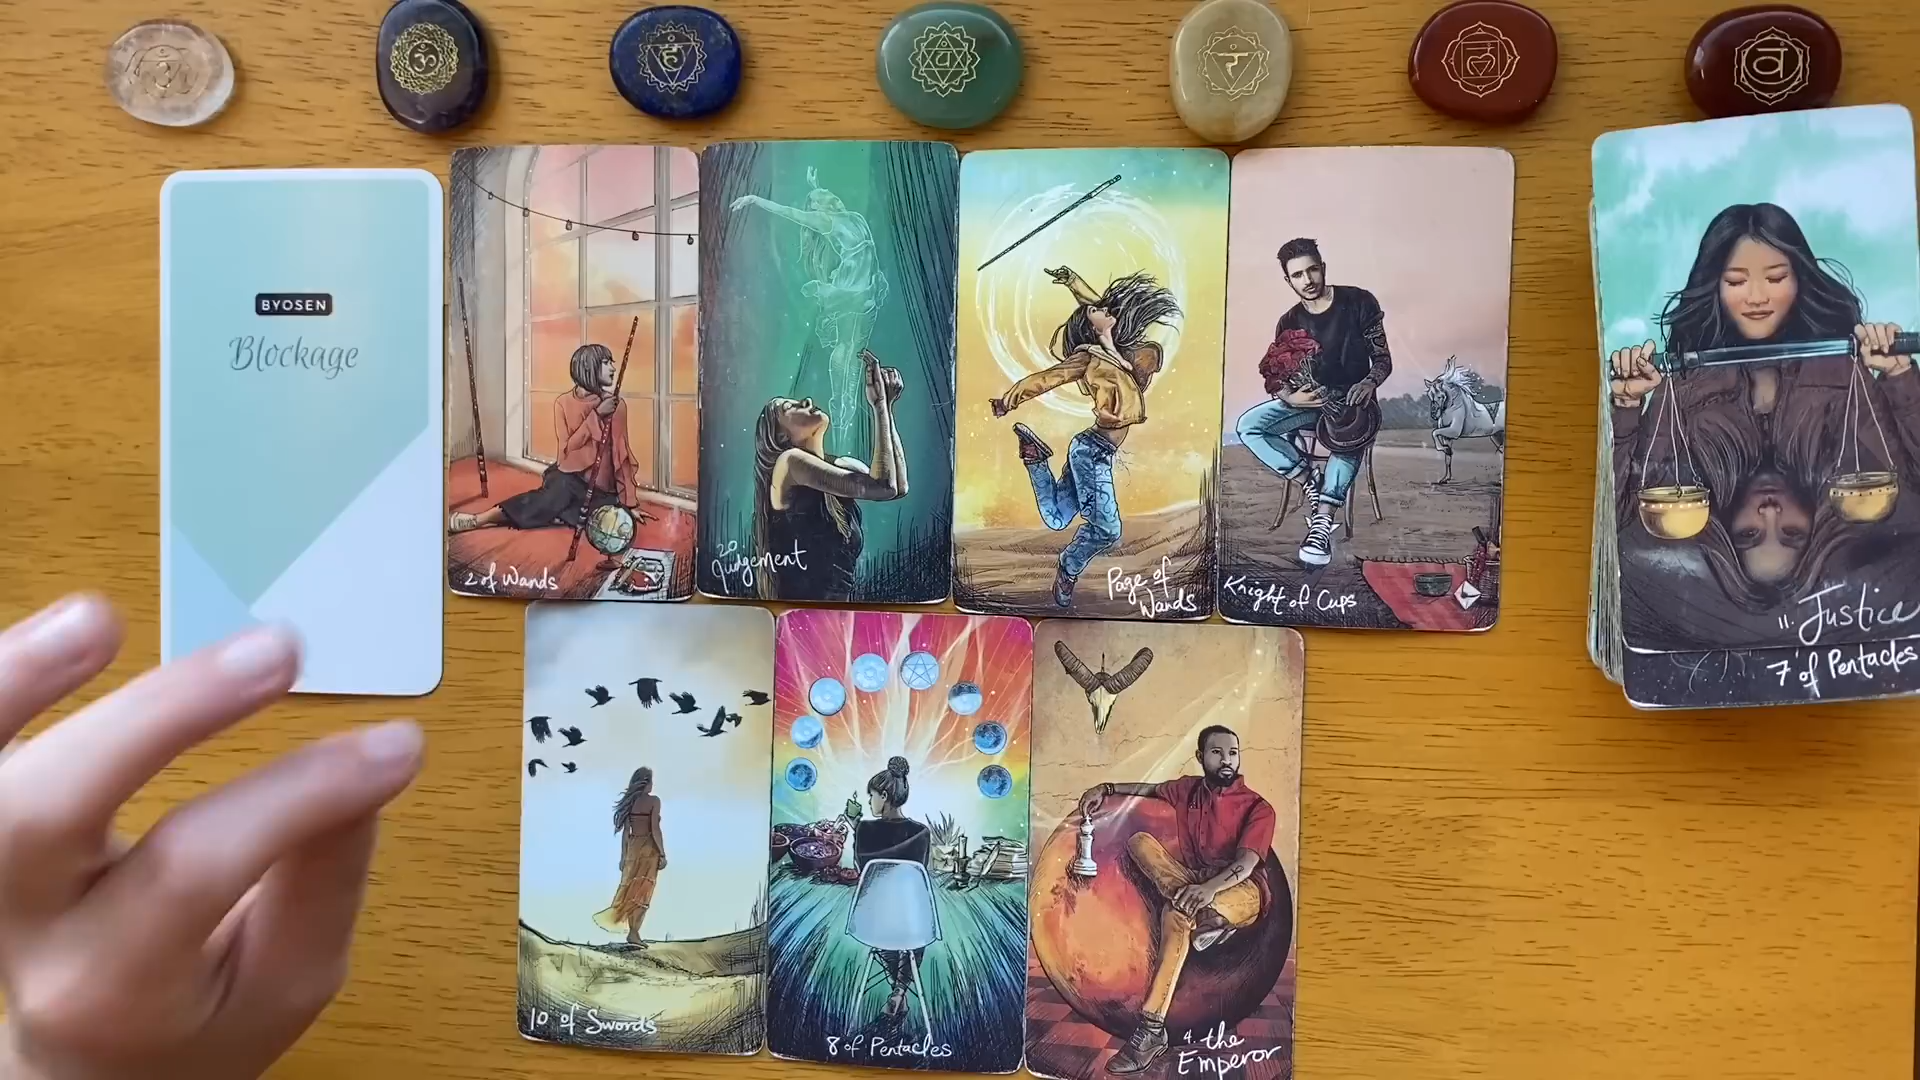 BYOSEN
Blockage
2 of Wands
20
Judgement
Page of
Wands
Knight of Cups
11. Justice
7 of Pentacles
10 of Swords
8 of Pentacles
4. the
Emperor
ॐ
हं
यं
रं
लं
वं